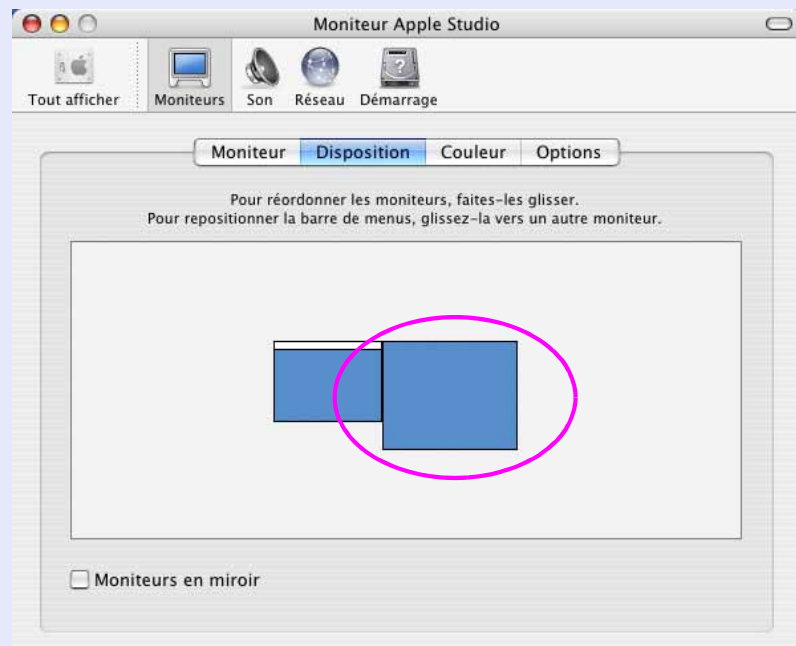 Moniteur Apple Studio
Tout afficher Moniteurs Son Réseau Démarrage
Moniteur Disposition Couleur Options
Pour réordonner les moniteurs, faites-les glisser.
Pour repositionner la barre de menus, glissez-la vers un autre moniteur.
Moniteurs en miroir